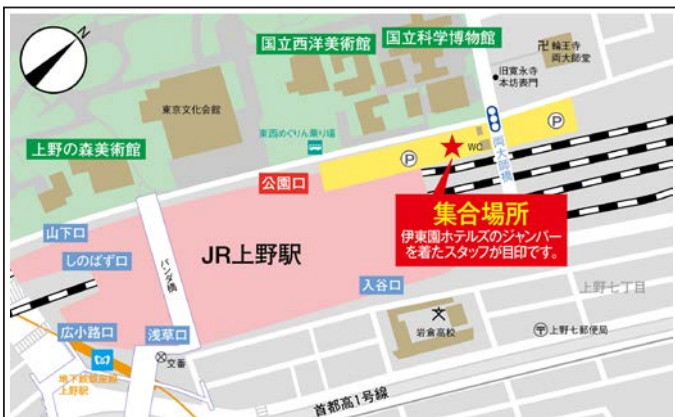 N
国立西洋美術館
国立科学博物館
卍 輪王寺
両大師堂
旧寛永寺
本坊表門
東京文化会館
東西めぐりん乗り場
上野の森美術館
P
WC
P
両大師橋
公園口
集合場所
伊東園ホテルズのジャンパー
を着たスタッフが目印です。
山下口
しのばず口
パンダ橋
JR上野駅
入谷口
上野七丁目
広小路口
浅草口
交番
文
岩倉高校
〒上野七郵便局
地下鉄銀座線
上野駅
首都高1号線